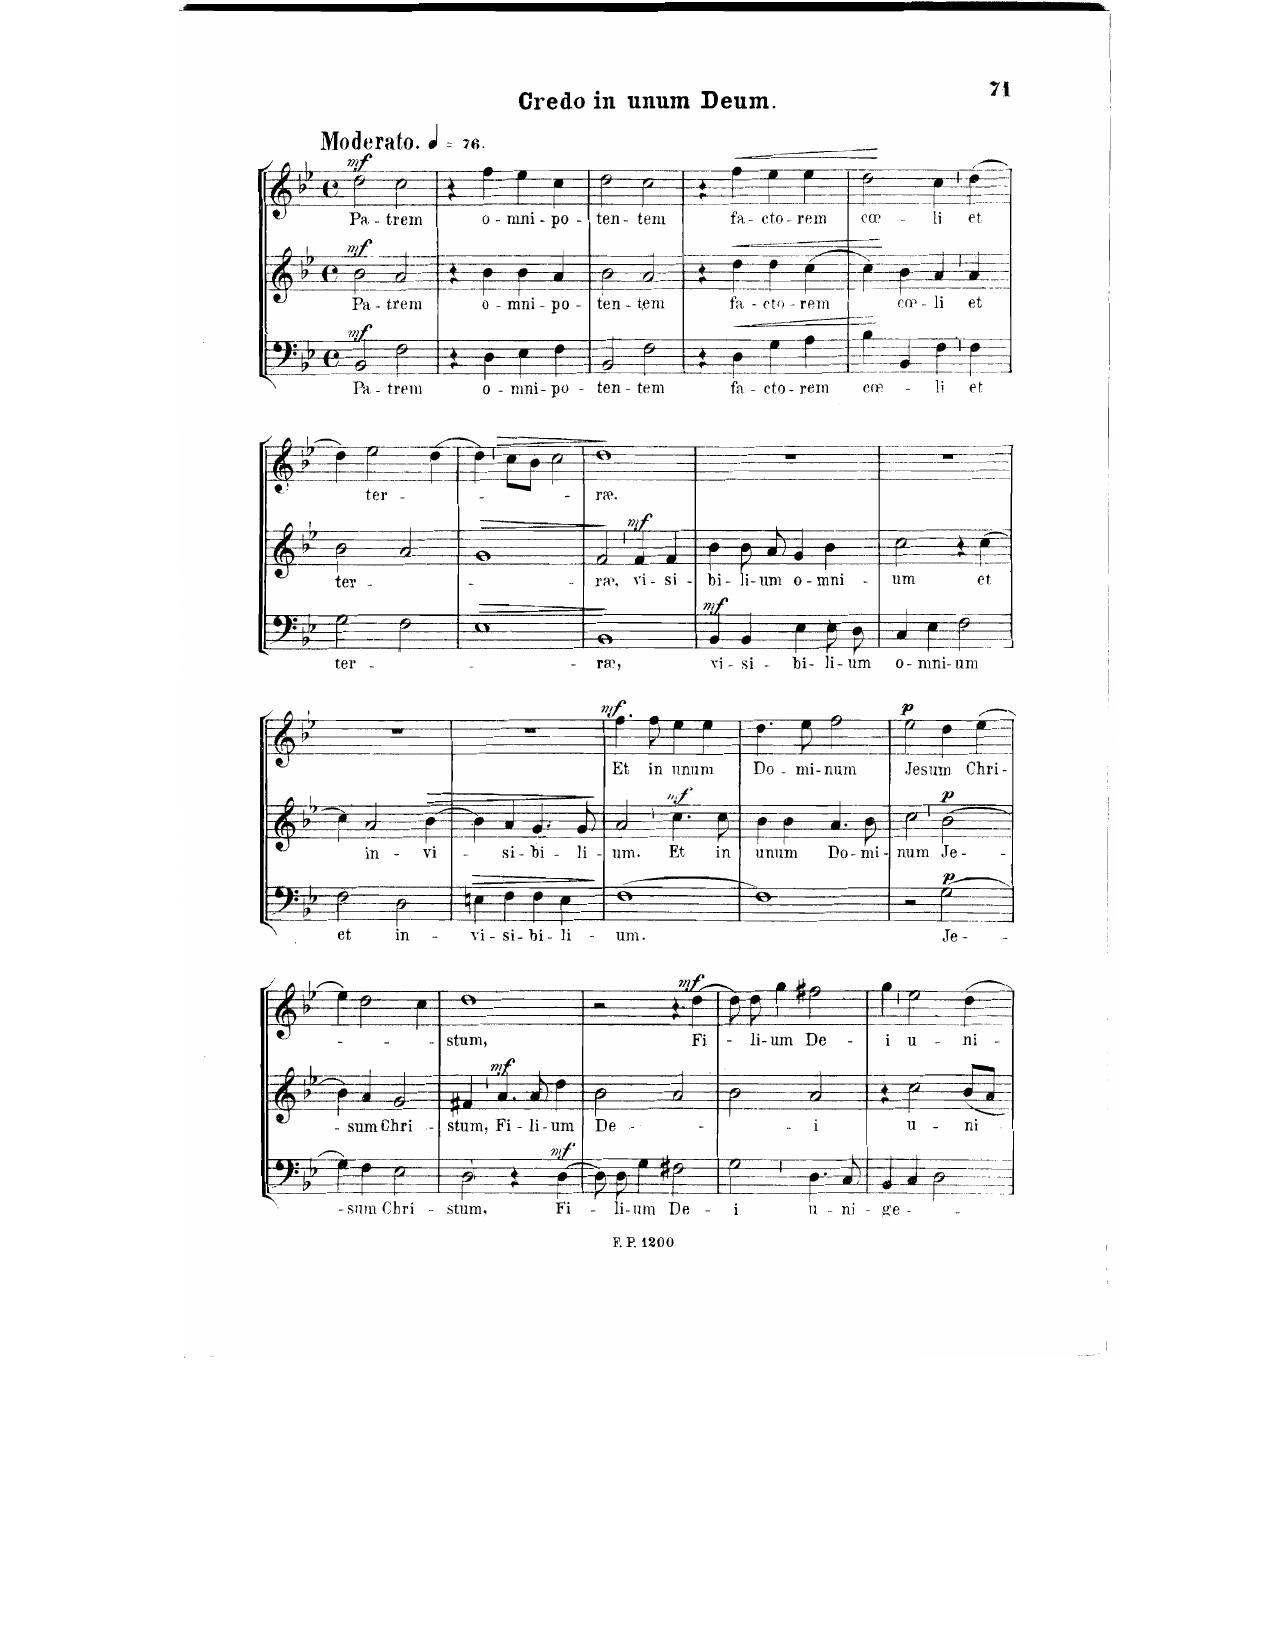 71
Credo in unum Deum.
Moderato. ♩ = 76.
mf
Pa - trem o - mni - po - ten - tem fa - cto - rem cœ - li et
mf
Pa - trem o - mni - po - ten - tem fa - cto - rem cœ - li et
mf
Pa - trem o - mni - po - ten - tem fa - cto - rem cœ - li et
ter - - - ræ.
mf
ter - - - ræ, vi - si - bi - li - um o - mni - um et
mf
ter - - - ræ, vi - si - bi - li - um o - mni - um
mf p
Et in unum Do - mi - num Jesum Chri -
mf p
in - vi - si - bi - li - um. Et in unum Do - mi - num Je -
p
et in - vi - si - bi - li - um. Je -
mf
- - - stum, Fi - li - um De - i u - ni -
mf
- sum Chri - stum, Fi - li - um De - - - i u - ni
mf
- sum Chri - stum, Fi - li - um De - i u - ni - ge - -
F. P. 1200